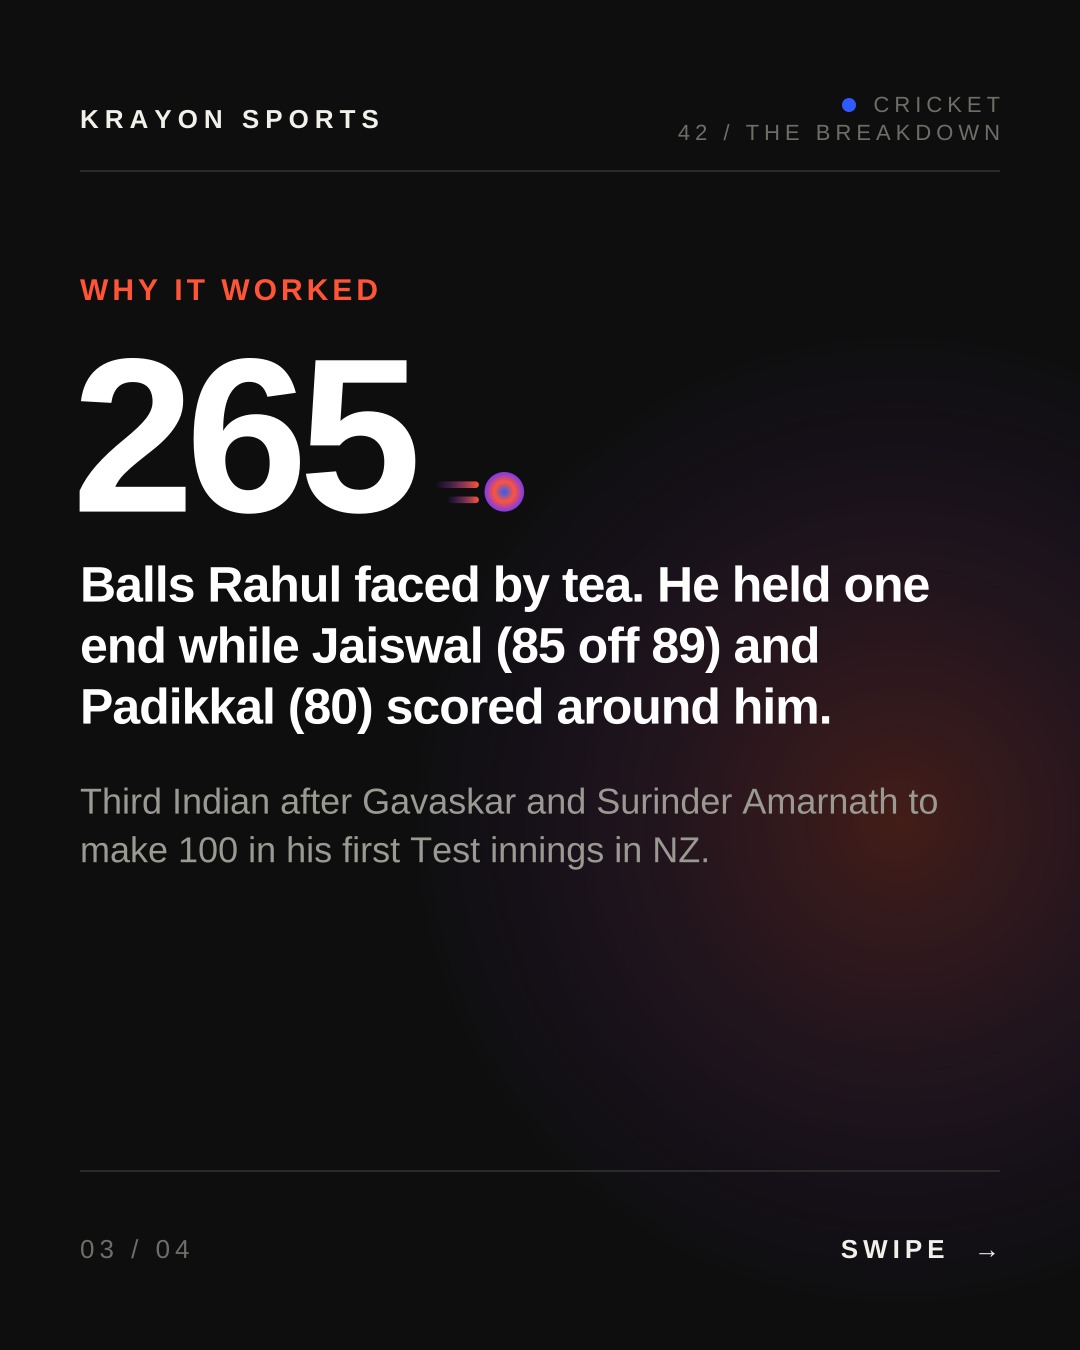 KRAYON SPORTS
CRICKET
42 / THE BREAKDOWN
WHY IT WORKED
265
Balls Rahul faced by tea. He held one
end while Jaiswal (85 off 89) and
Padikkal (80) scored around him.
Third Indian after Gavaskar and Surinder Amarnath to
make 100 in his first Test innings in NZ.
03 / 04
SWIPE →